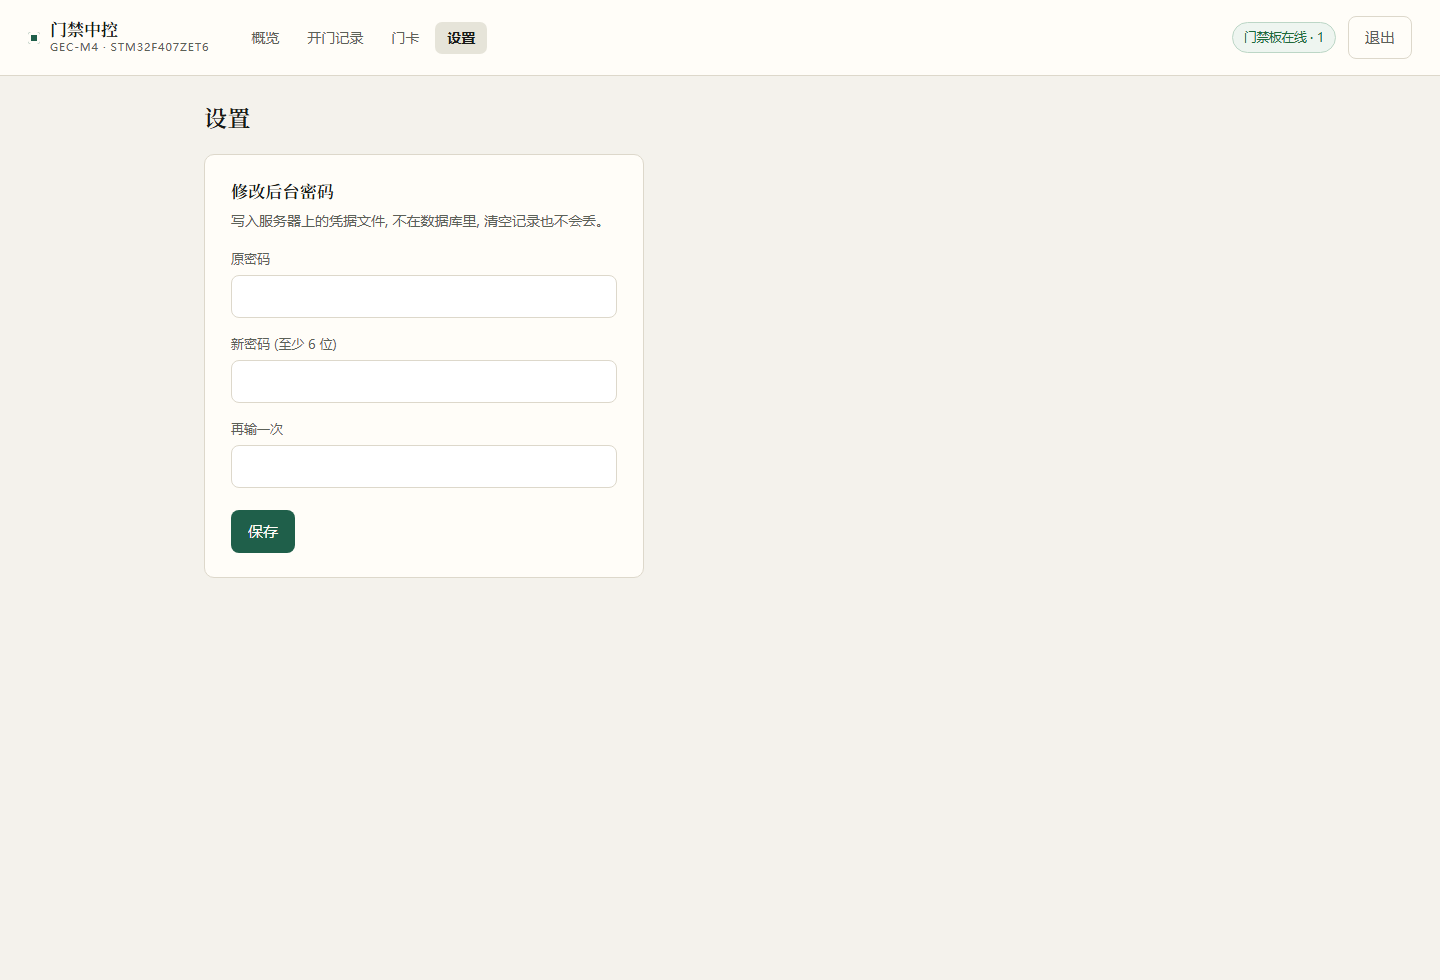 门禁中控
GEC-M4 · STM32F407ZET6
概览
开门记录
门卡
设置
门禁板在线 · 1
退出
设置
修改后台密码
写入服务器上的凭据文件, 不在数据库里, 清空记录也不会丢。
原密码
新密码 (至少 6 位)
再输一次
保存